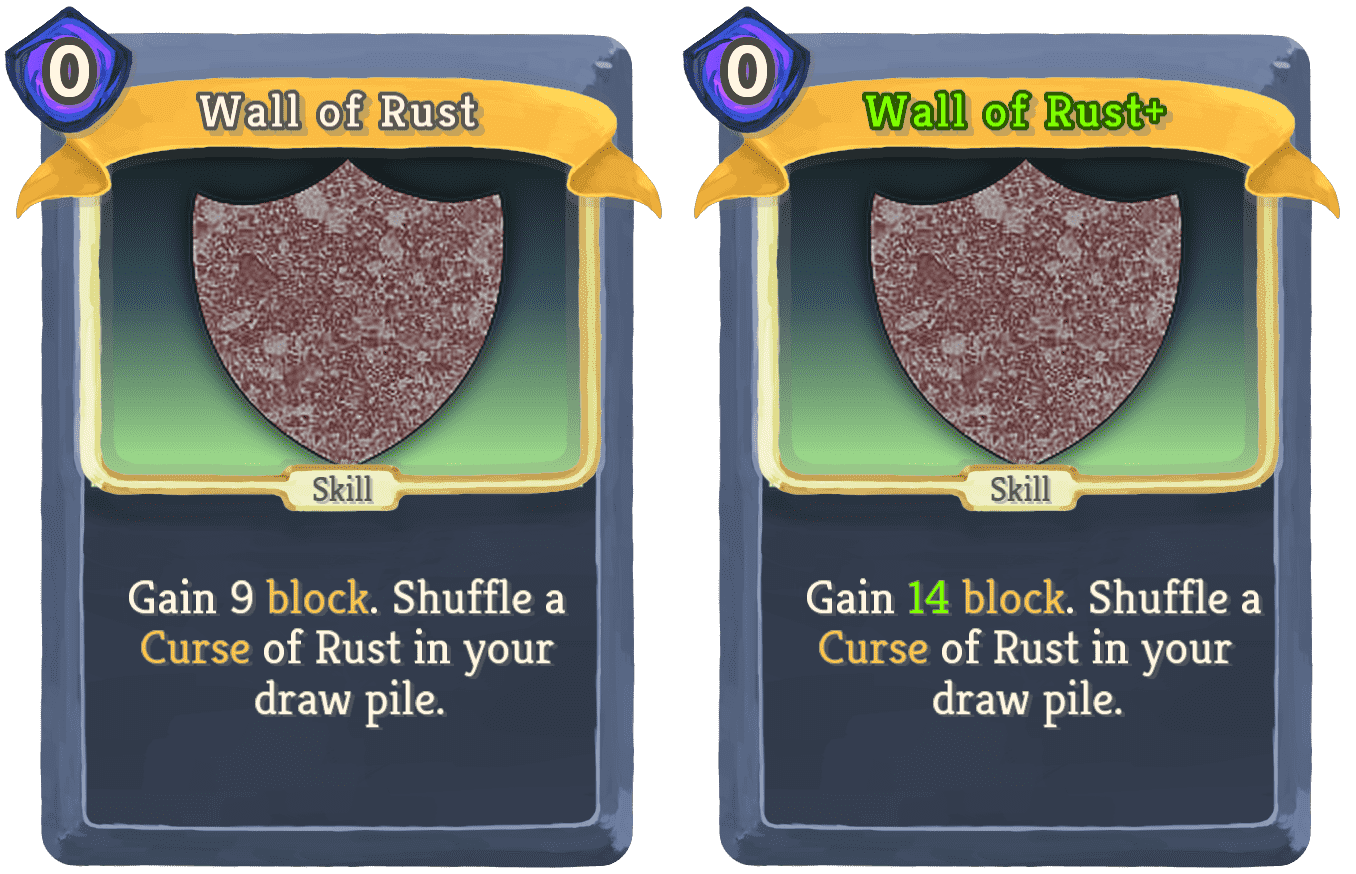 0
Wall of Rust
Skill
Gain 9 block. Shuffle a
Curse of Rust in your
draw pile.
0
Wall of Rust+
Skill
Gain 14 block. Shuffle a
Curse of Rust in your
draw pile.